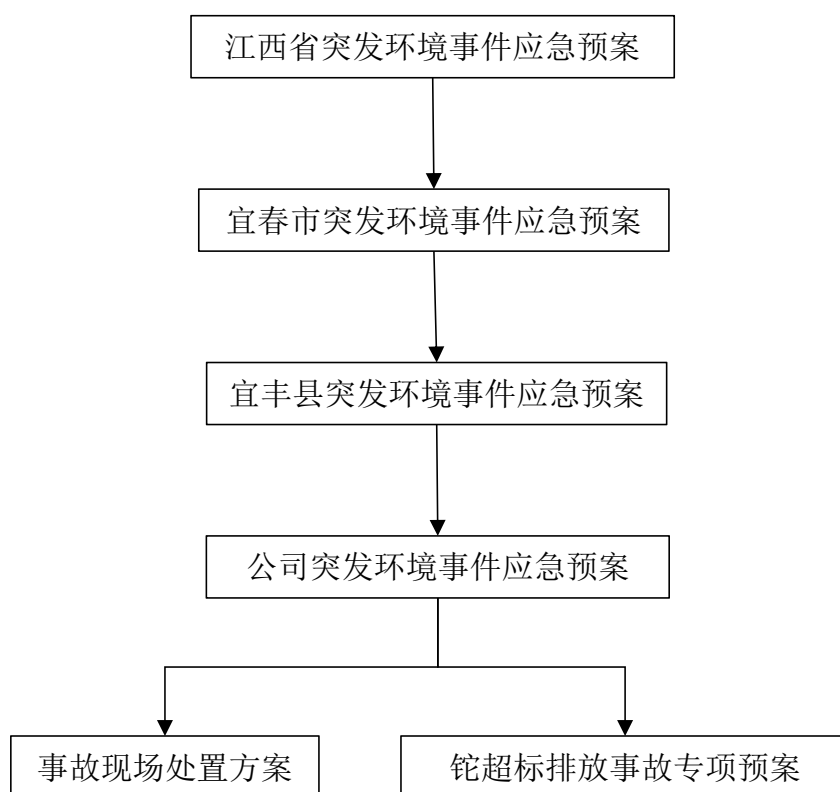 江西省突发环境事件应急预案
宜春市突发环境事件应急预案
宜丰县突发环境事件应急预案
公司突发环境事件应急预案
事故现场处置方案
铊超标排放事故专项预案